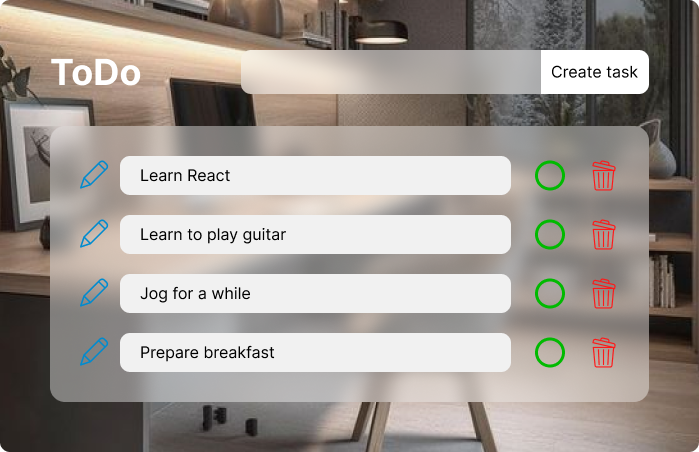 ToDo
Create task
Learn React
Learn to play guitar
Jog for a while
Prepare breakfast